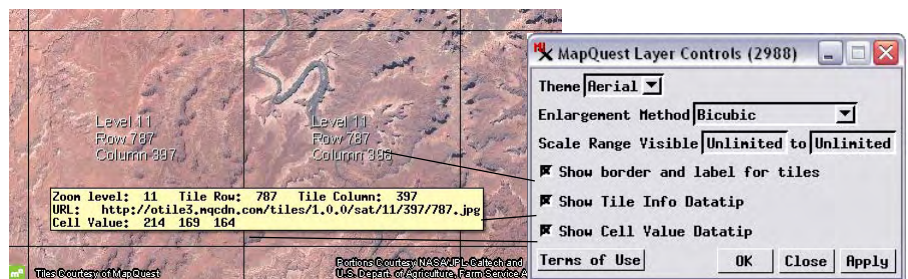 Level 11
Row 787
Column 397
Level 11
Row 787
Column 398
Zoom level: 11 Tile Row: 787 Tile Column: 397
URL: http://otile3.mqcdn.com/tiles/1.0.0/sat/11/397/787.jpg
Cell Value: 214 169 164
Tiles Courtesy of MapQuest
Portions Courtesy NASA/JPL-Caltech and
U.S. Depart. of Agriculture, Farm Service A
MapQuest Layer Controls (2988)
Theme Aerial
Enlargement Method Bicubic
Scale Range Visible Unlimited to Unlimited
Show border and label for tiles
Show Tile Info Datatip
Show Cell Value Datatip
Terms of Use OK Close Apply